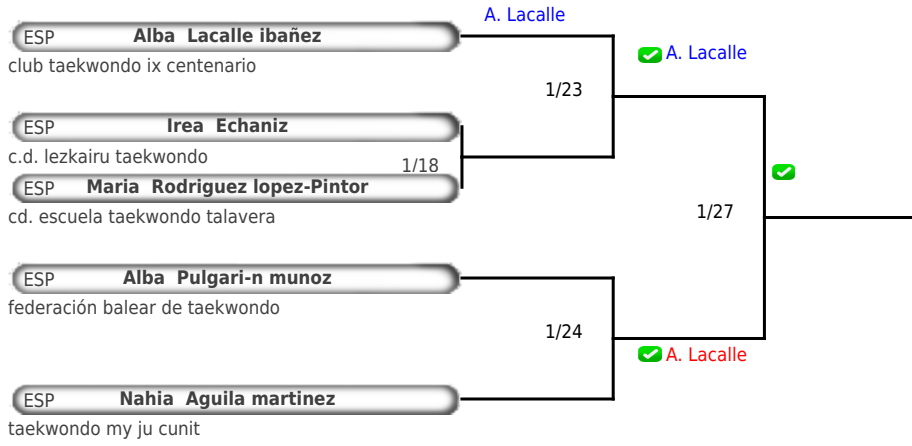 A. Lacalle
ESP Alba Lacalle ibañez
club taekwondo ix centenario
A. Lacalle
1/23
ESP Irea Echaniz
c.d. lezkairu taekwondo
1/18
ESP Maria Rodriguez lopez-Pintor
cd. escuela taekwondo talavera
1/27
ESP Alba Pulgari-n munoz
federación balear de taekwondo
1/24
A. Lacalle
ESP Nahia Aguila martinez
taekwondo my ju cunit